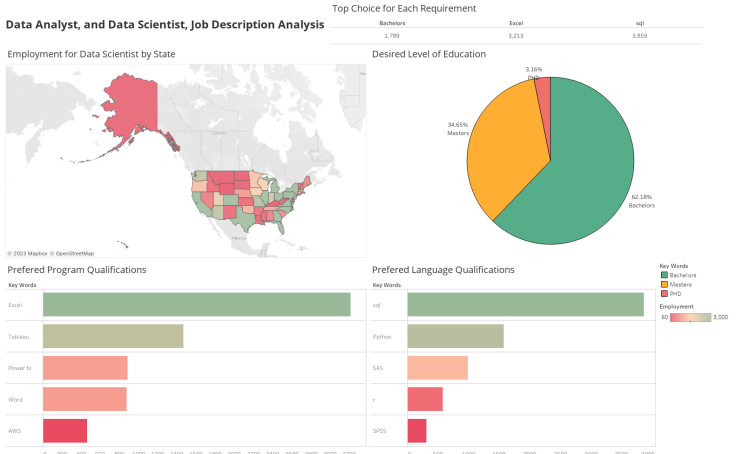 Top Choice for Each Requirement
Data Analyst, and Data Scientist, Job Description Analysis
Bachelors Excel sql
1,789 3,213 3,859
Employment for Data Scientist by State
Desired Level of Education
3.16%
PHD
34.65%
Masters
62.18%
Bachelors
Canada
Mexico
© 2023 Mapbox © OpenStreetMap
Prefered Program Qualifications
Key Words
Excel
Tableau
Power bi
Word
AWS
Prefered Language Qualifications
Key Words
sql
Python
SAS
r
SPSS
Key Words
Bachelors
Masters
PHD
Employment
60 3,000